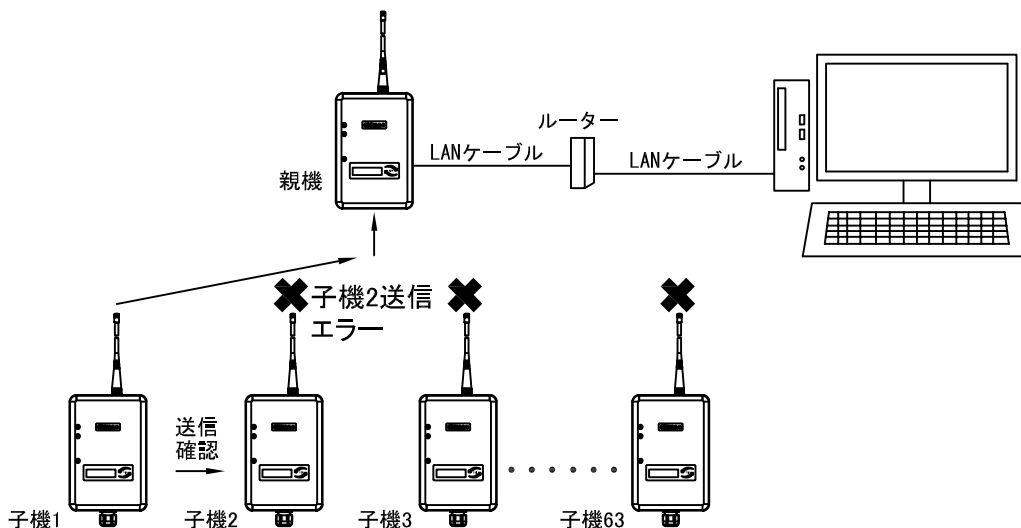 ルーター
LANケーブル
LANケーブル
親機
子機2送信
エラー
送信
確認
子機1
子機2
子機3
子機63